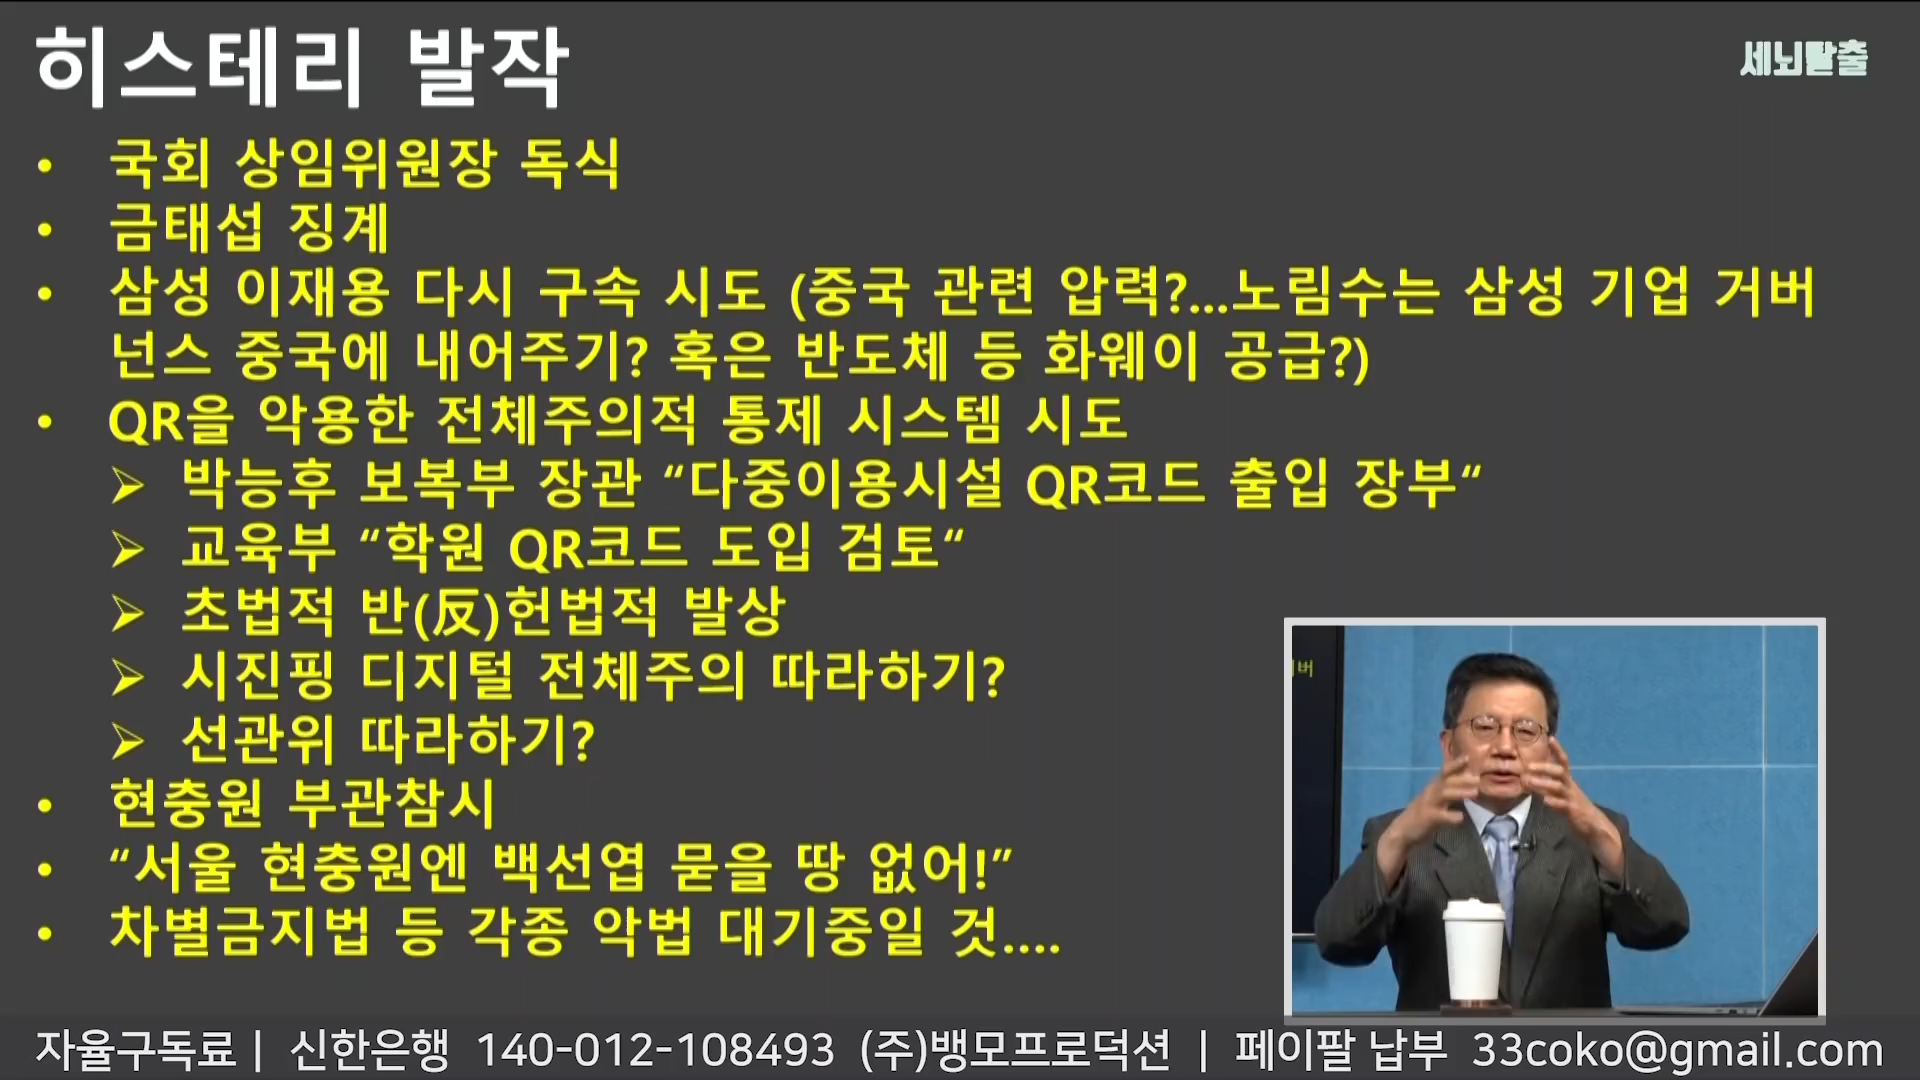 히스테리 발작
세뇌탈출
• 국회 상임위원장 독식
• 금태섭 징계
• 삼성 이재용 다시 구속 시도 (중국 관련 압력?...노림수는 삼성 기업 거버
넌스 중국에 내어주기? 혹은 반도체 등 화웨이 공급?)
• QR을 악용한 전체주의적 통제 시스템 시도
➢ 박능후 보복부 장관 “다중이용시설 QR코드 출입 장부“
➢ 교육부 “학원 QR코드 도입 검토“
➢ 초법적 반(反)헌법적 발상
➢ 시진핑 디지털 전체주의 따라하기?
➢ 선관위 따라하기?
• 현충원 부관참시
• “서울 현충원엔 백선엽 묻을 땅 없어!”
• 차별금지법 등 각종 악법 대기중일 것....
버
자율구독료 | 신한은행 140-012-108493 (주)뱅모프로덕션 | 페이팔 납부 33coko@gmail.com